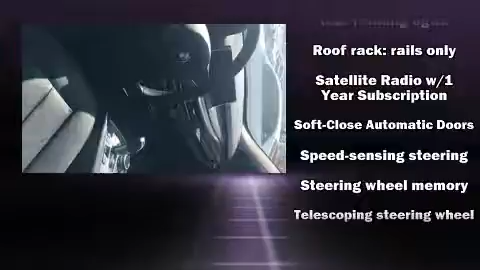 Roof rack: rails only
Satellite Radio w/1
Year Subscription
Soft-Close Automatic Doors
Speed-sensing steering
Steering wheel memory
Telescoping steering wheel